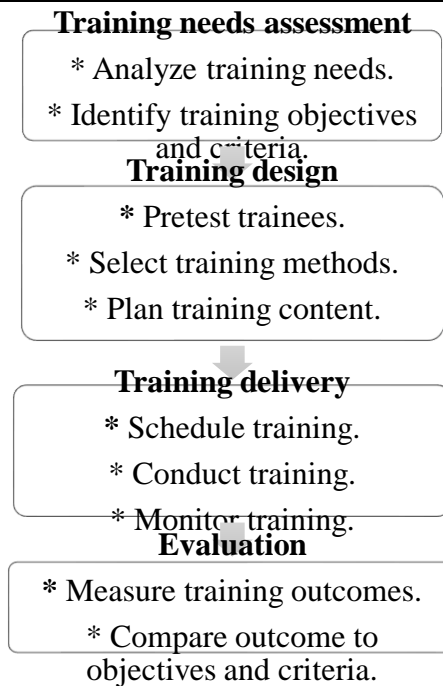 Training needs assessment
* Analyze training needs.
* Identify training objectives
and criteria.
Training design
* Pretest trainees.
* Select training methods.
* Plan training content.
Training delivery
* Schedule training.
* Conduct training.
* Monitor training.
Evaluation
* Measure training outcomes.
* Compare outcome to
objectives and criteria.